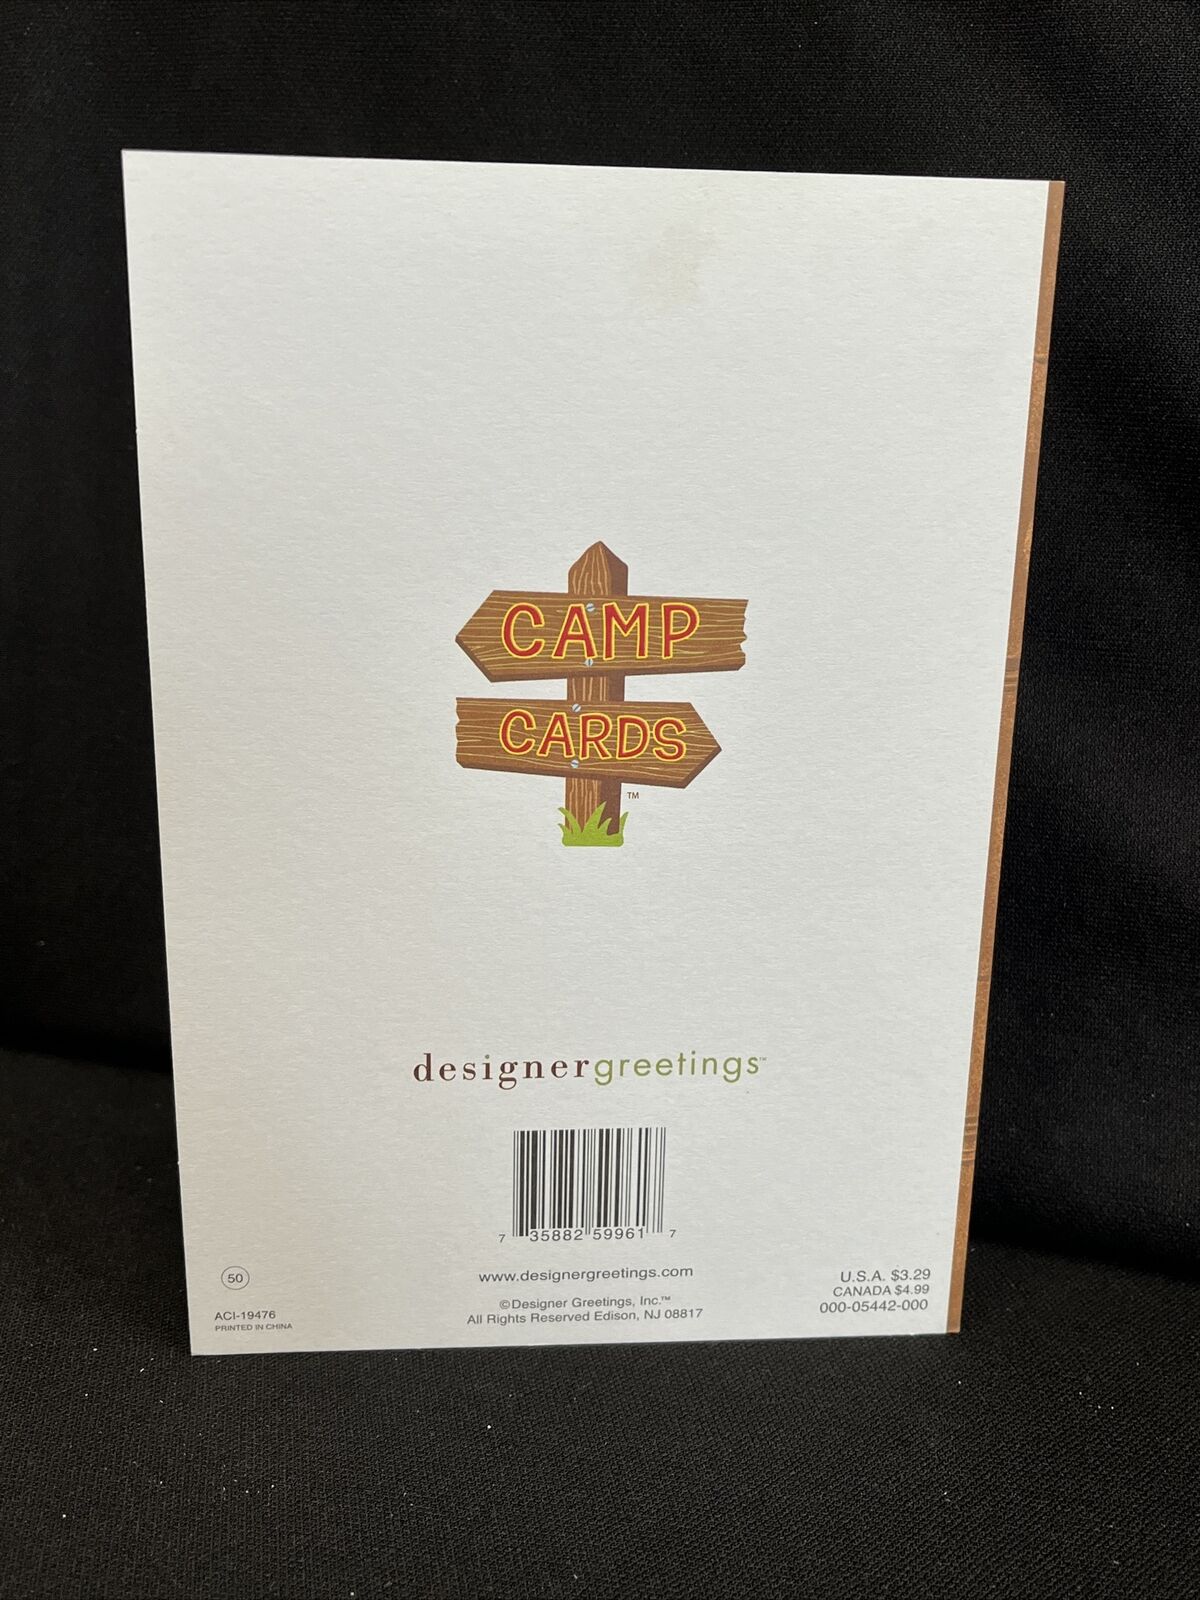 CAMP
CARDS
TM
designergreetings™
7 35882 59961 7
www.designergreetings.com
©Designer Greetings, Inc.™
All Rights Reserved Edison, NJ 08817
50
ACI-19476
PRINTED IN CHINA
U.S.A. $3.29
CANADA $4.99
000-05442-000